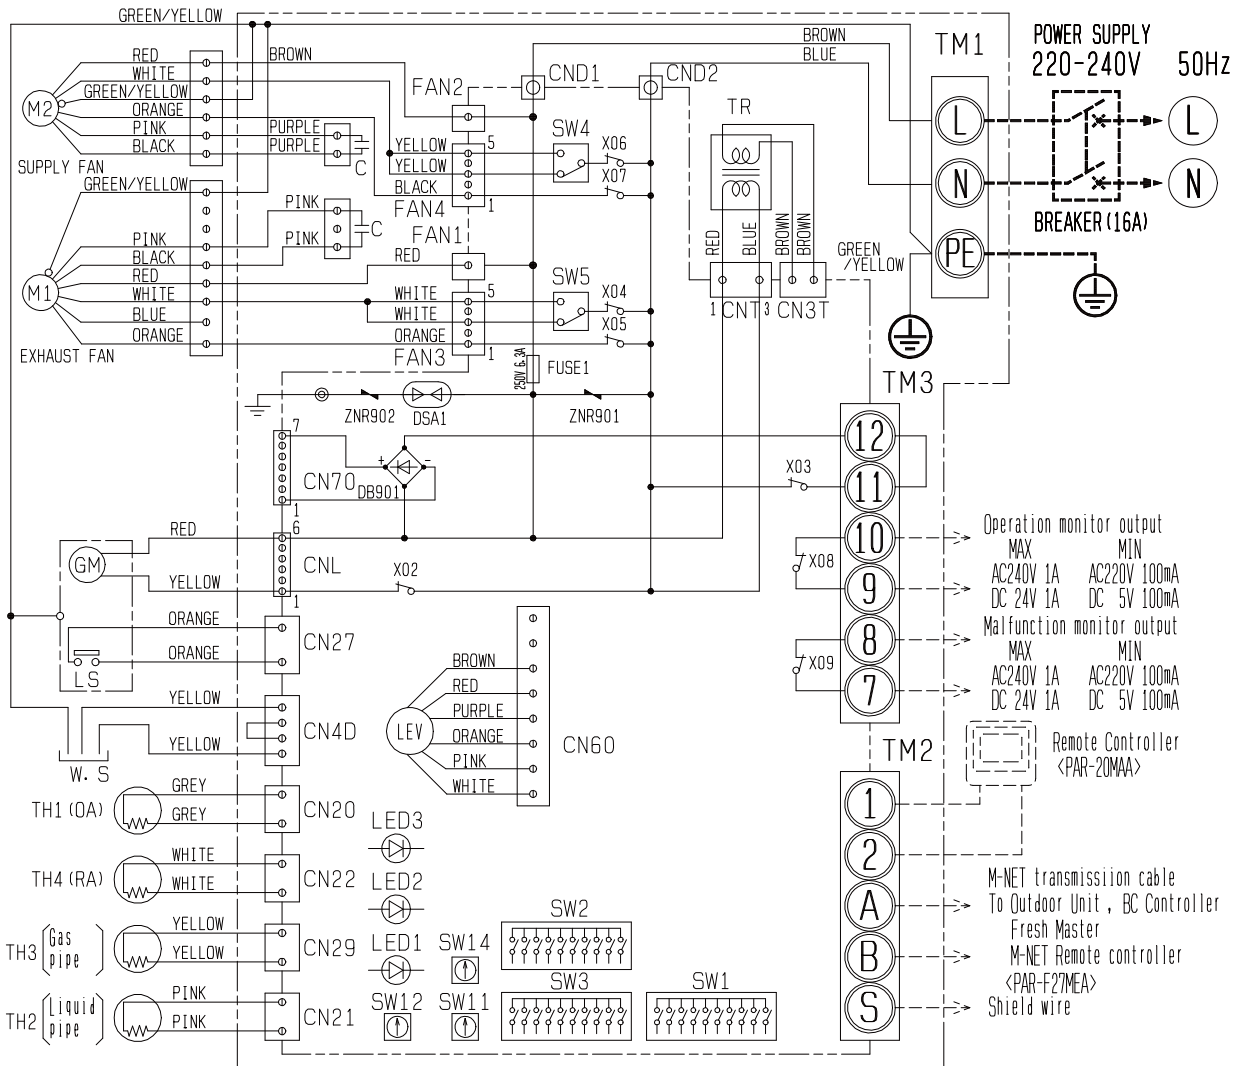 GREEN/YELLOW
RED
BROWN
WHITE
GREEN/YELLOW
ORANGE
PINK
PURPLE
BLACK
PURPLE
M2
C
SUPPLY FAN
GREEN/YELLOW
PINK
C
PINK
PINK
BLACK
RED
RED
WHITE
BLUE
ORANGE
M1
EXHAUST FAN
FAN2
CND1
CND2
BROWN
BLUE
TM1
POWER SUPPLY
220-240V 50Hz
L
L
N
N
PE
BREAKER(16A)
YELLOW
5
YELLOW
BLACK
1
FAN4
SW4
X06
X07
TR
FAN1
WHITE
5
WHITE
ORANGE
1
FAN3
SW5
X04
X05
RED
BLUE
BROWN
BROWN
1
CNT
3
CN3T
GREEN
/YELLOW
250V 6.3A
FUSE1
ZNR902
DSA1
ZNR901
TM3
7
CN70
1
+
-
DB901
X03
12
11
10
9
8
7
X08
X09
Operation monitor output
MAX MIN
AC240V 1A AC220V 100mA
DC 24V 1A DC 5V 100mA
Malfunction monitor output
MAX MIN
AC240V 1A AC220V 100mA
DC 24V 1A DC 5V 100mA
6
CNL
1
X02
GM
RED
YELLOW
ORANGE
ORANGE
CN27
LS
YELLOW
YELLOW
CN4D
W. S
BROWN
RED
PURPLE
ORANGE
PINK
WHITE
LEV
CN60
TM2
1
2
A
B
S
Remote Controller
<PAR-20MAA>
M-NET transmissiion cable
To Outdoor Unit , BC Controller
Fresh Master
M-NET Remote controller
<PAR-F27MEA>
Shield wire
TH1 (OA)
GREY
GREY
CN20
TH4 (RA)
WHITE
WHITE
CN22
TH3
Gas
pipe
YELLOW
YELLOW
CN29
TH2
Liquid
pipe
PINK
PINK
CN21
LED3
LED2
LED1
SW14
SW12
SW11
SW2
SW3
SW1